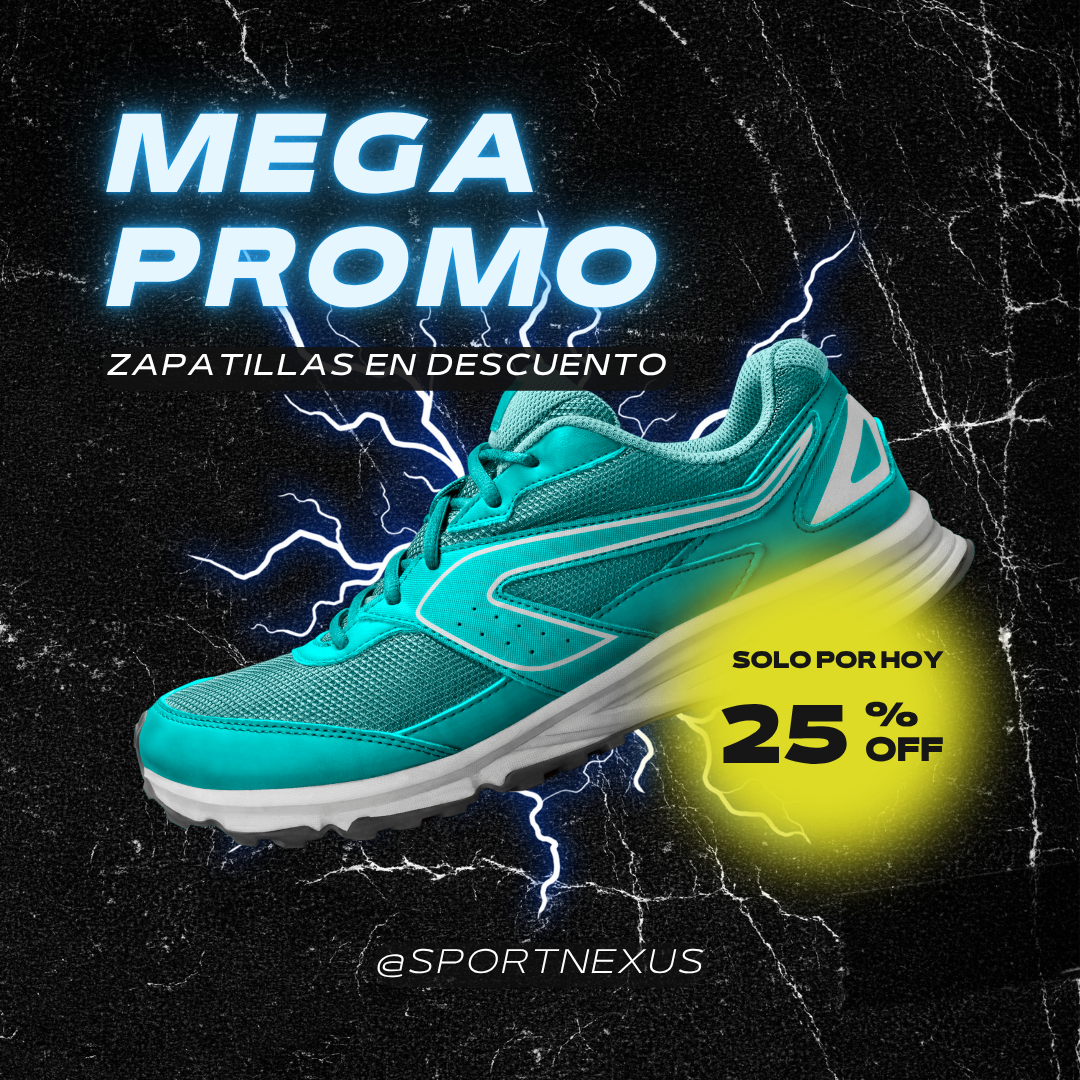 MEGA
PROMO
ZAPATILLAS EN DESCUENTO
SOLO POR HOY
25 %
OFF
@SPORTNEXUS